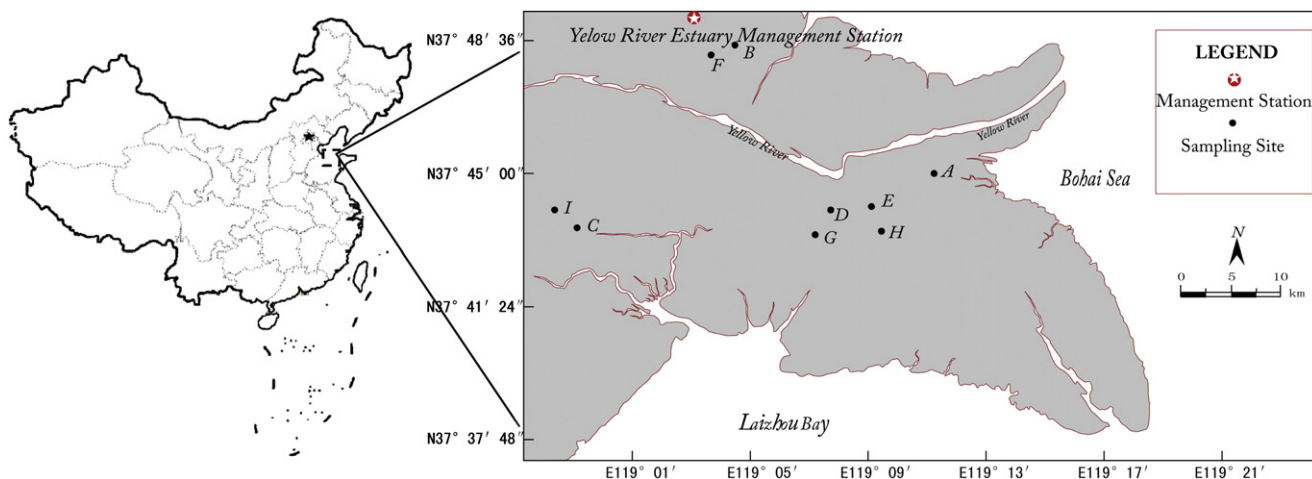 N37° 48′ 36″
N37° 45′ 00″
N37° 41′ 24″
N37° 37′ 48″
Yelow River Estuary Management Station
B
F
Yellow River
Yellow River
A
Bohai Sea
I
C
D
E
G
H
Laizhou Bay
LEGEND
Management Station
Sampling Site
N
0 5 10
km
E119° 01′
E119° 05′
E119° 09′
E119° 13′
E119° 17′
E119° 21′